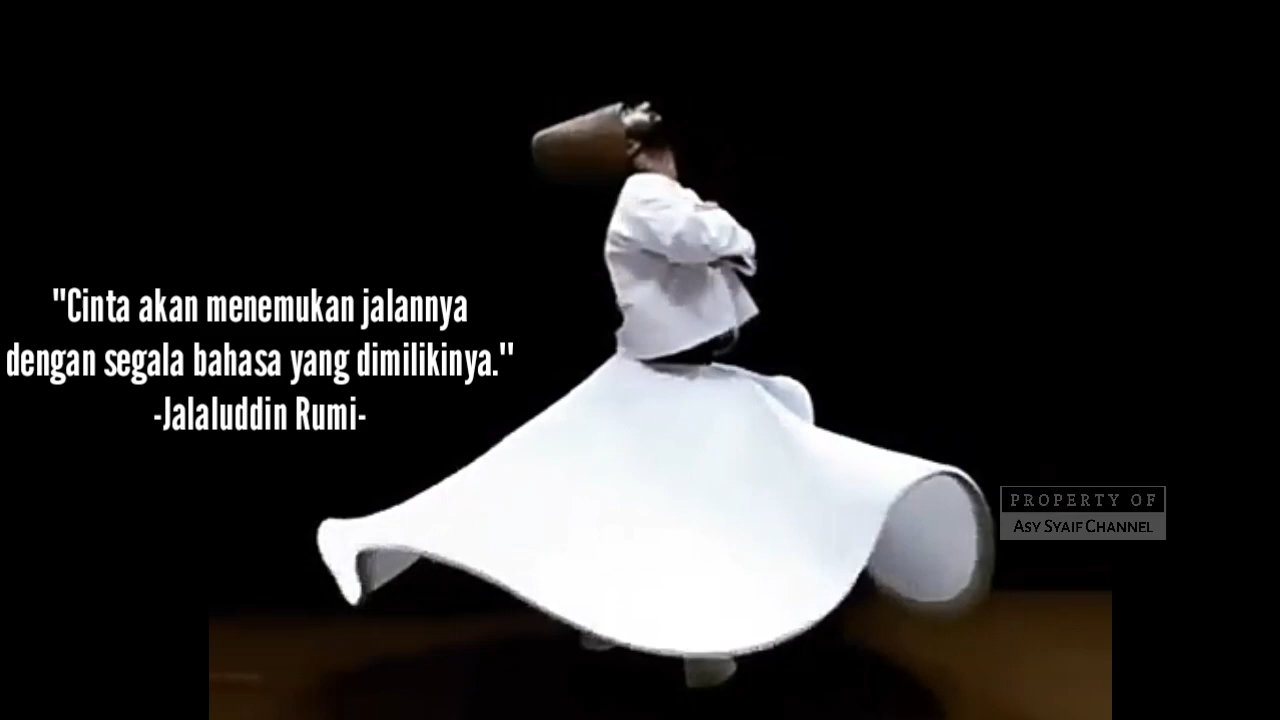 "Cinta akan menemukan jalannya
dengan segala bahasa yang dimilikinya."
-Jalaluddin Rumi-
PROPERTY OF
ASY SYAIF CHANNEL